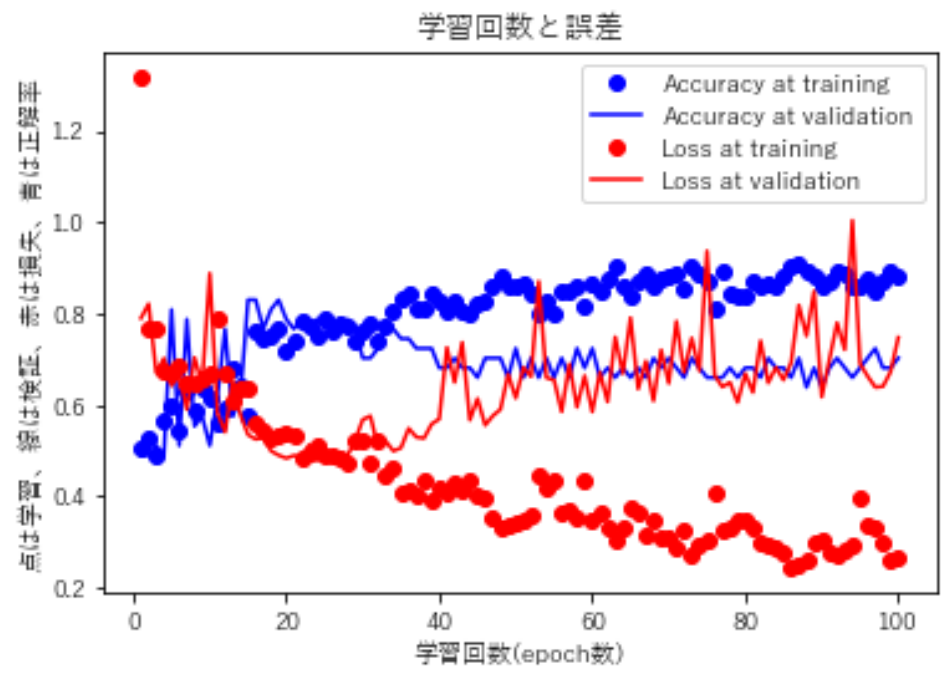 学習回数と誤差
Accuracy at training
Accuracy at validation
Loss at training
Loss at validation
点は学習、線は検証、赤は損失、青は正解率
1.2
1.0
0.8
0.6
0.4
0.2
0 20 40 60 80 100
学習回数(epoch数)